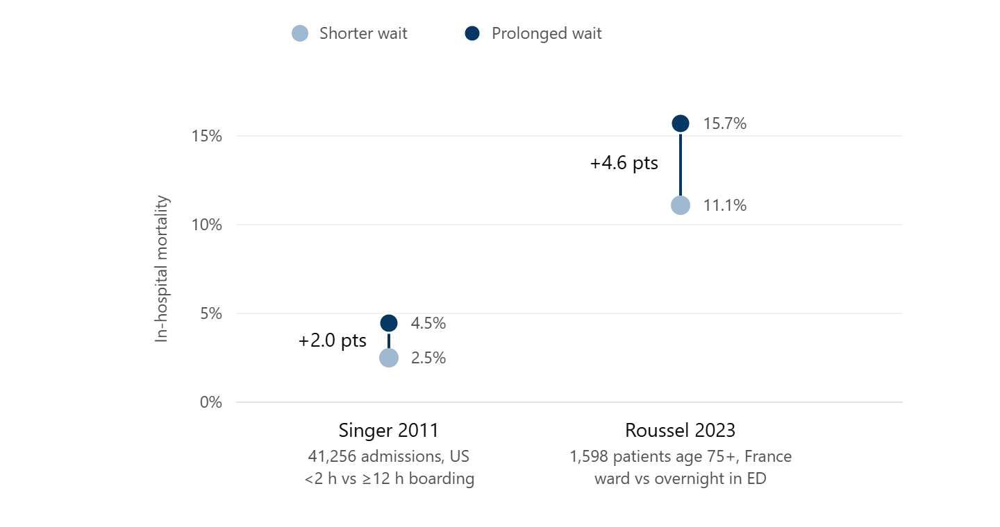 Shorter wait
Prolonged wait
15%
10%
5%
0%
In-hospital mortality
+2.0 pts
4.5%
2.5%
+4.6 pts
15.7%
11.1%
Singer 2011
41,256 admissions, US
<2 h vs ≥12 h boarding
Roussel 2023
1,598 patients age 75+, France
ward vs overnight in ED